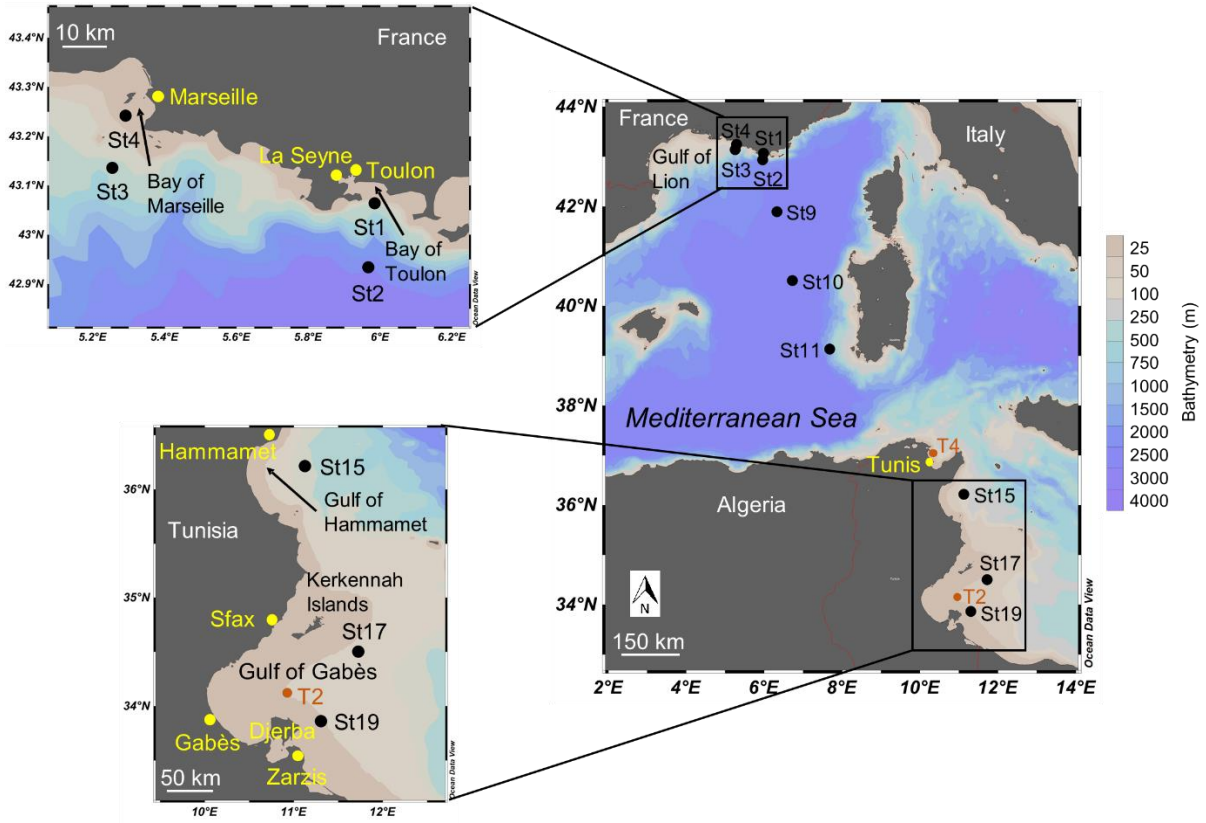 43.4°N
10 km
France
43.3°N
Marseille
43.2°N
St4
La Seyne
Toulon
St3
Bay of
Marseille
43.1°N
St1
43°N
Bay of
Toulon
42.9°N
St2
Ocean Data View
5.2°E
5.4°E
5.6°E
5.8°E
6°E
6.2°E
44°N
France
St4
St1
Italy
Gulf of
Lion
St3
St2
42°N
St9
St10
40°N
St11
38°N
Mediterranean Sea
T4
Tunis
36°N
Algeria
St15
St17
34°N
T2
St19
N
150 km
Ocean Data View
2°E
4°E
6°E
8°E
10°E
12°E
14°E
25
50
100
250
500
750
1000
1500
2000
3000
4000
Bathymetry (m)
Hammamet
St15
36°N
Gulf of
Hammamet
Tunisia
Kerkennah
Islands
35°N
Sfax
St17
Gulf of Gabès
T2
34°N
St19
Djerba
Gabès
Zarzis
50 km
Ocean Data View
10°E
11°E
12°E